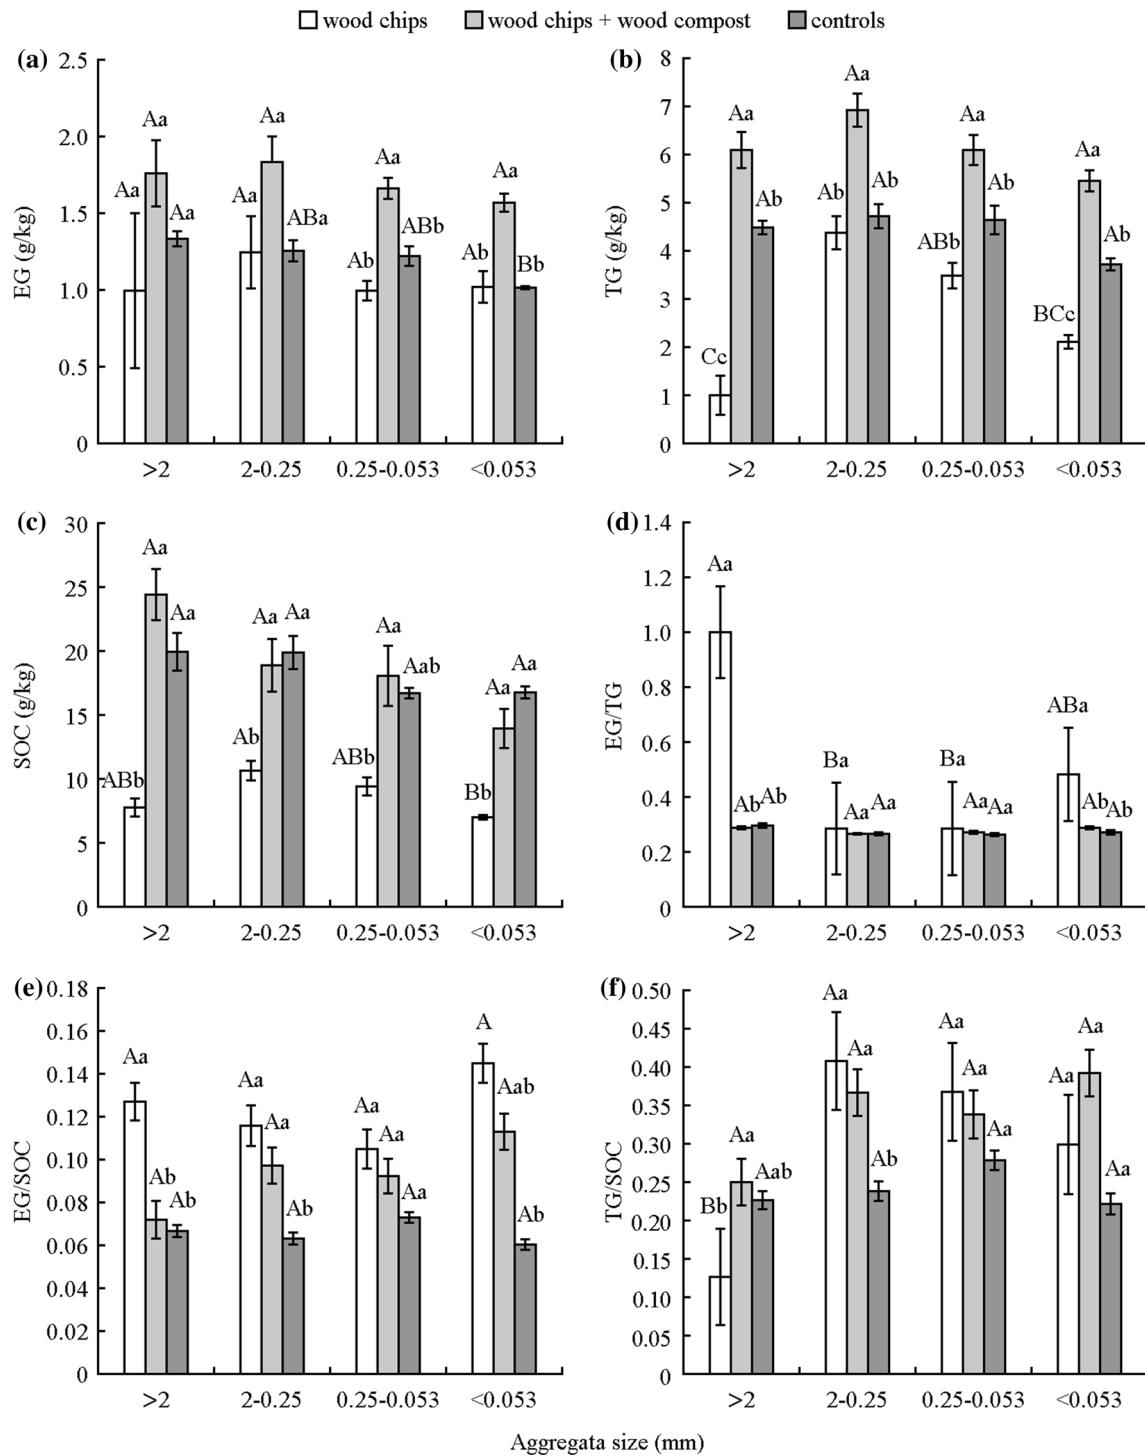 wood chips wood chips + wood compost controls
(a)
2.5
2.0
1.5
1.0
0.5
0
EG (g/kg)
Aa Aa Aa
Aa Aa ABa
Ab Aa ABb
Ab Aa Bb
>2 2-0.25 0.25-0.053 <0.053
(b)
8
7
6
5
4
3
2
1
0
TG (g/kg)
Cc Aa Ab
Ab Aa Ab
ABb Aa Ab
BCc Aa Ab
>2 2-0.25 0.25-0.053 <0.053
(c)
30
25
20
15
10
5
0
SOC (g/kg)
ABb Aa Aa
Ab Aa Aa
ABb Aa Aab
Bb Aa Aa
>2 2-0.25 0.25-0.053 <0.053
(d)
1.4
1.2
1.0
0.8
0.6
0.4
0.2
0
EG/TG
Aa Ab Ab
Ba Aa Aa
Ba Aa Aa
ABa Ab Ab
>2 2-0.25 0.25-0.053 <0.053
(e)
0.18
0.16
0.14
0.12
0.10
0.08
0.06
0.04
0.02
0
EG/SOC
Aa Ab Ab
Aa Aa Ab
Aa Aa Aa
A Aab Ab
>2 2-0.25 0.25-0.053 <0.053
(f)
0.50
0.45
0.40
0.35
0.30
0.25
0.20
0.15
0.10
0.05
0
TG/SOC
Bb Aa Aab
Aa Aa Ab
Aa Aa Aa
Aa Aa Aa
>2 2-0.25 0.25-0.053 <0.053
Aggregata size (mm)